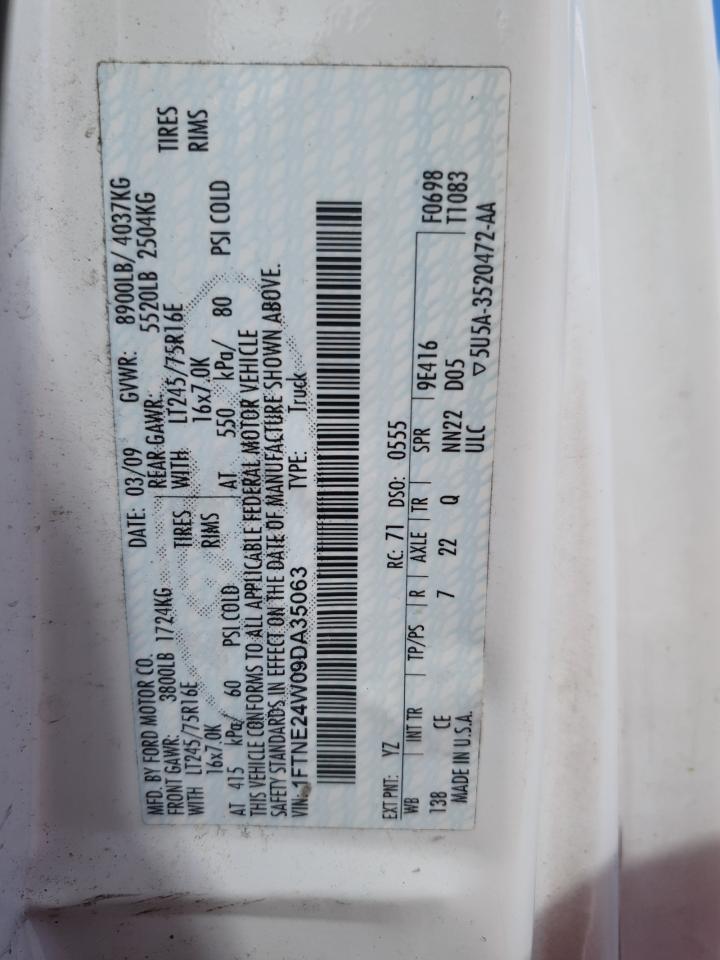 MFD. BY FORD MOTOR CO. DATE: 03/09 GVWR: 8900LB/ 4037KG
FRONT GAWR: 3800LB 1724KG REAR GAWR: 5520LB 2504KG
WITH LT245/75R16E TIRES WITH LT245/75R16E TIRES
16x7.0K RIMS 16x7.0K RIMS
AT 415 kPa/ 60 PSI COLD AT 550 kPa/ 80 PSI COLD
THIS VEHICLE CONFORMS TO ALL APPLICABLE FEDERAL MOTOR VEHICLE
SAFETY STANDARDS IN EFFECT ON THE DATE OF MANUFACTURE SHOWN ABOVE.
VIN: 1FTNE24W09DA35063 TYPE: Truck
EXT PNT: YZ RC: 71 DSO: 0555
WB INT TR TP/PS R AXLE TR SPR 9E416 F0698
138 CE 7 22 Q NN22 D05 T1083
MADE IN U.S.A. ULC ▽5U5A-3520472-AA